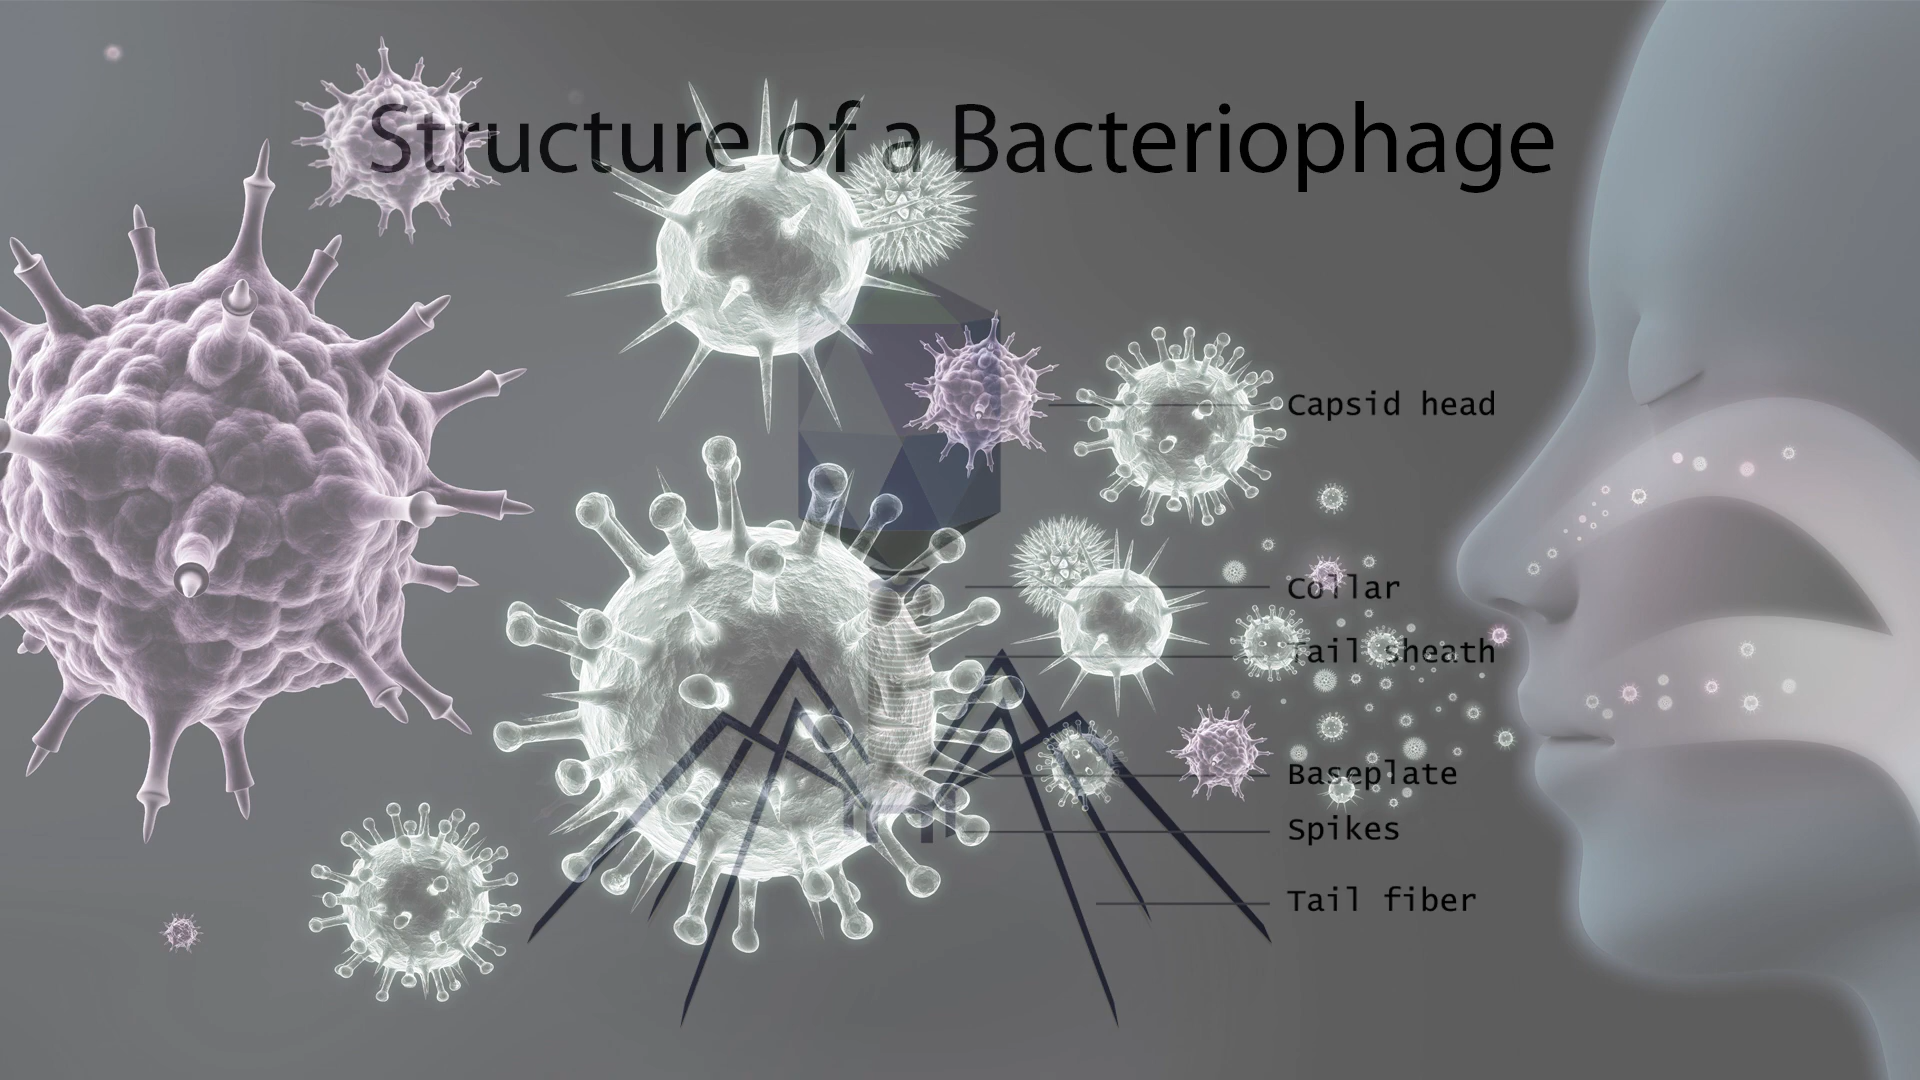 Structure of a Bacteriophage
Capsid head
Collar
Tail sheath
Baseplate
Spikes
Tail fiber